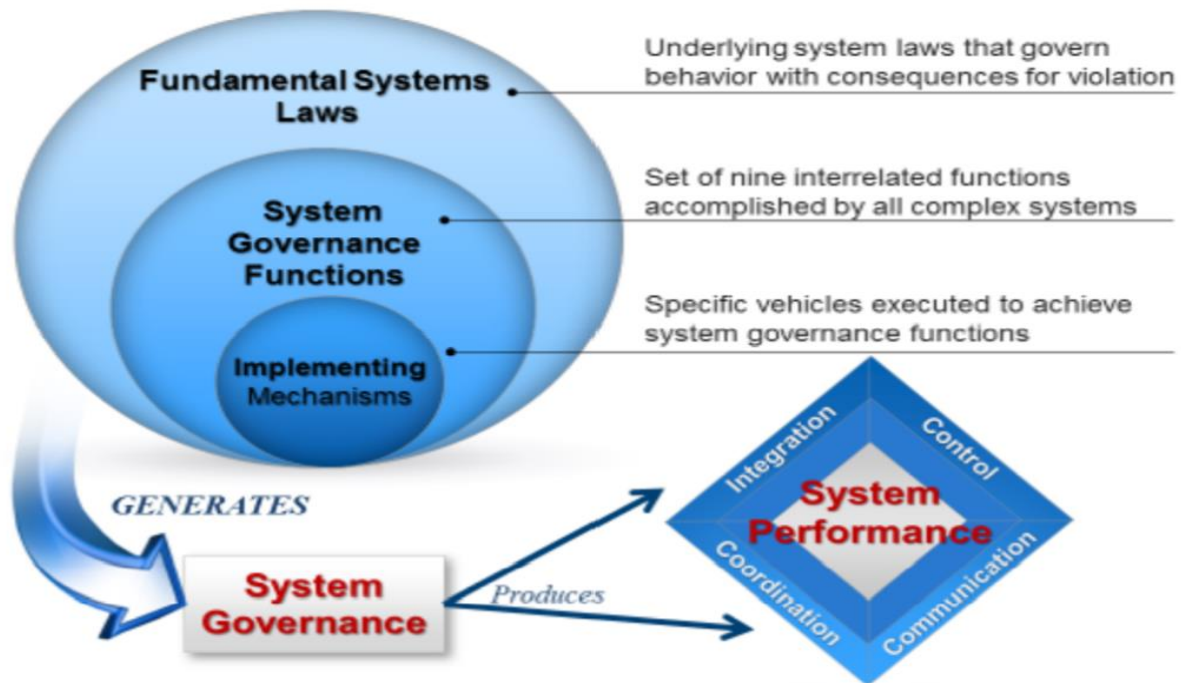 Fundamental Systems
Laws
Underlying system laws that govern
behavior with consequences for violation
System
Governance
Functions
Set of nine interrelated functions
accomplished by all complex systems
Implementing
Mechanisms
Specific vehicles executed to achieve
system governance functions
GENERATES
System
Governance
Produces
Integration
Control
System
Performance
Coordination
Communication